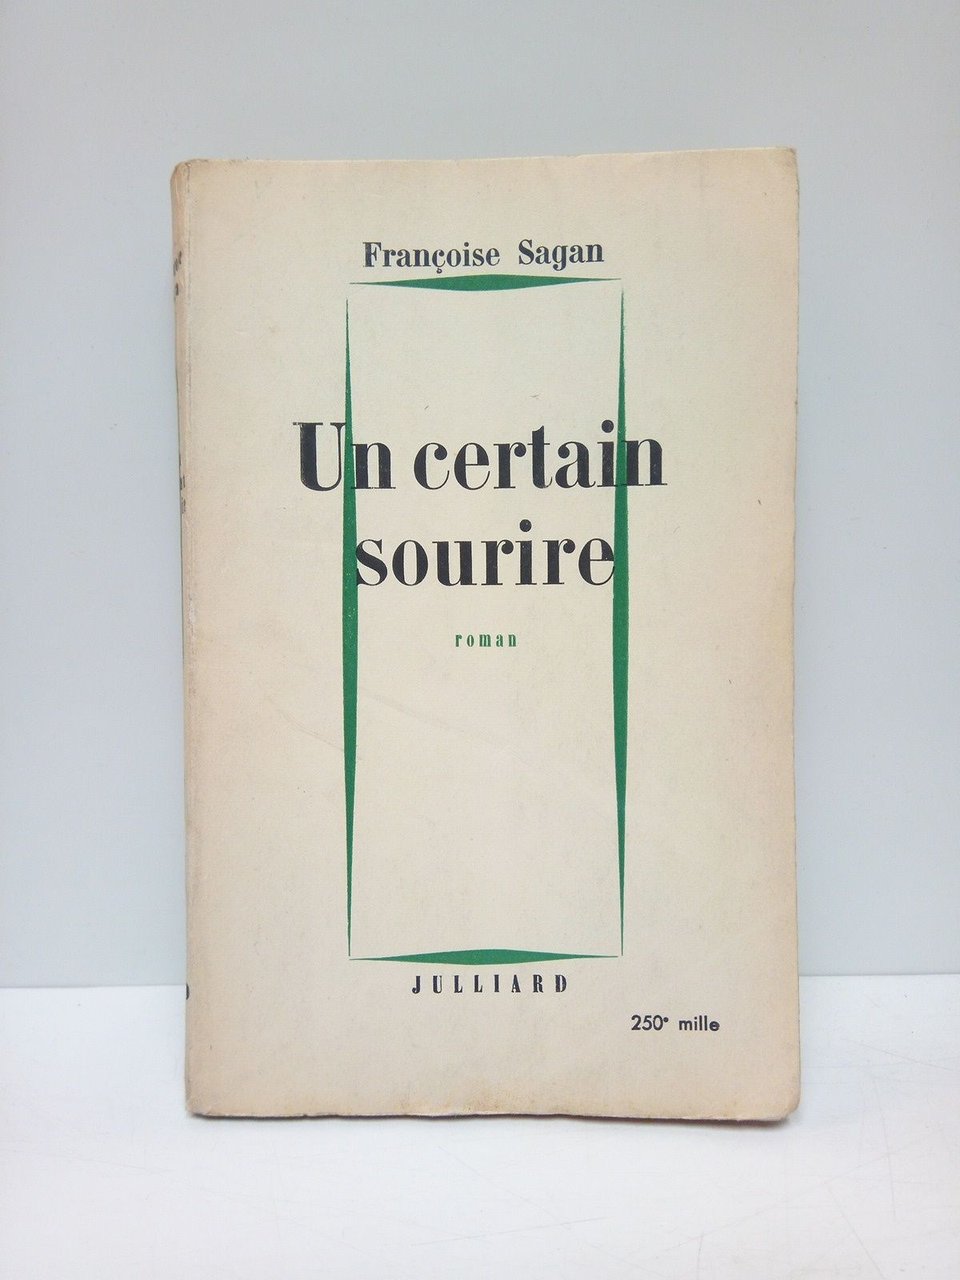 Françoise Sagan
Un certain
sourire
roman
JULLIARD
250ᵉ mille